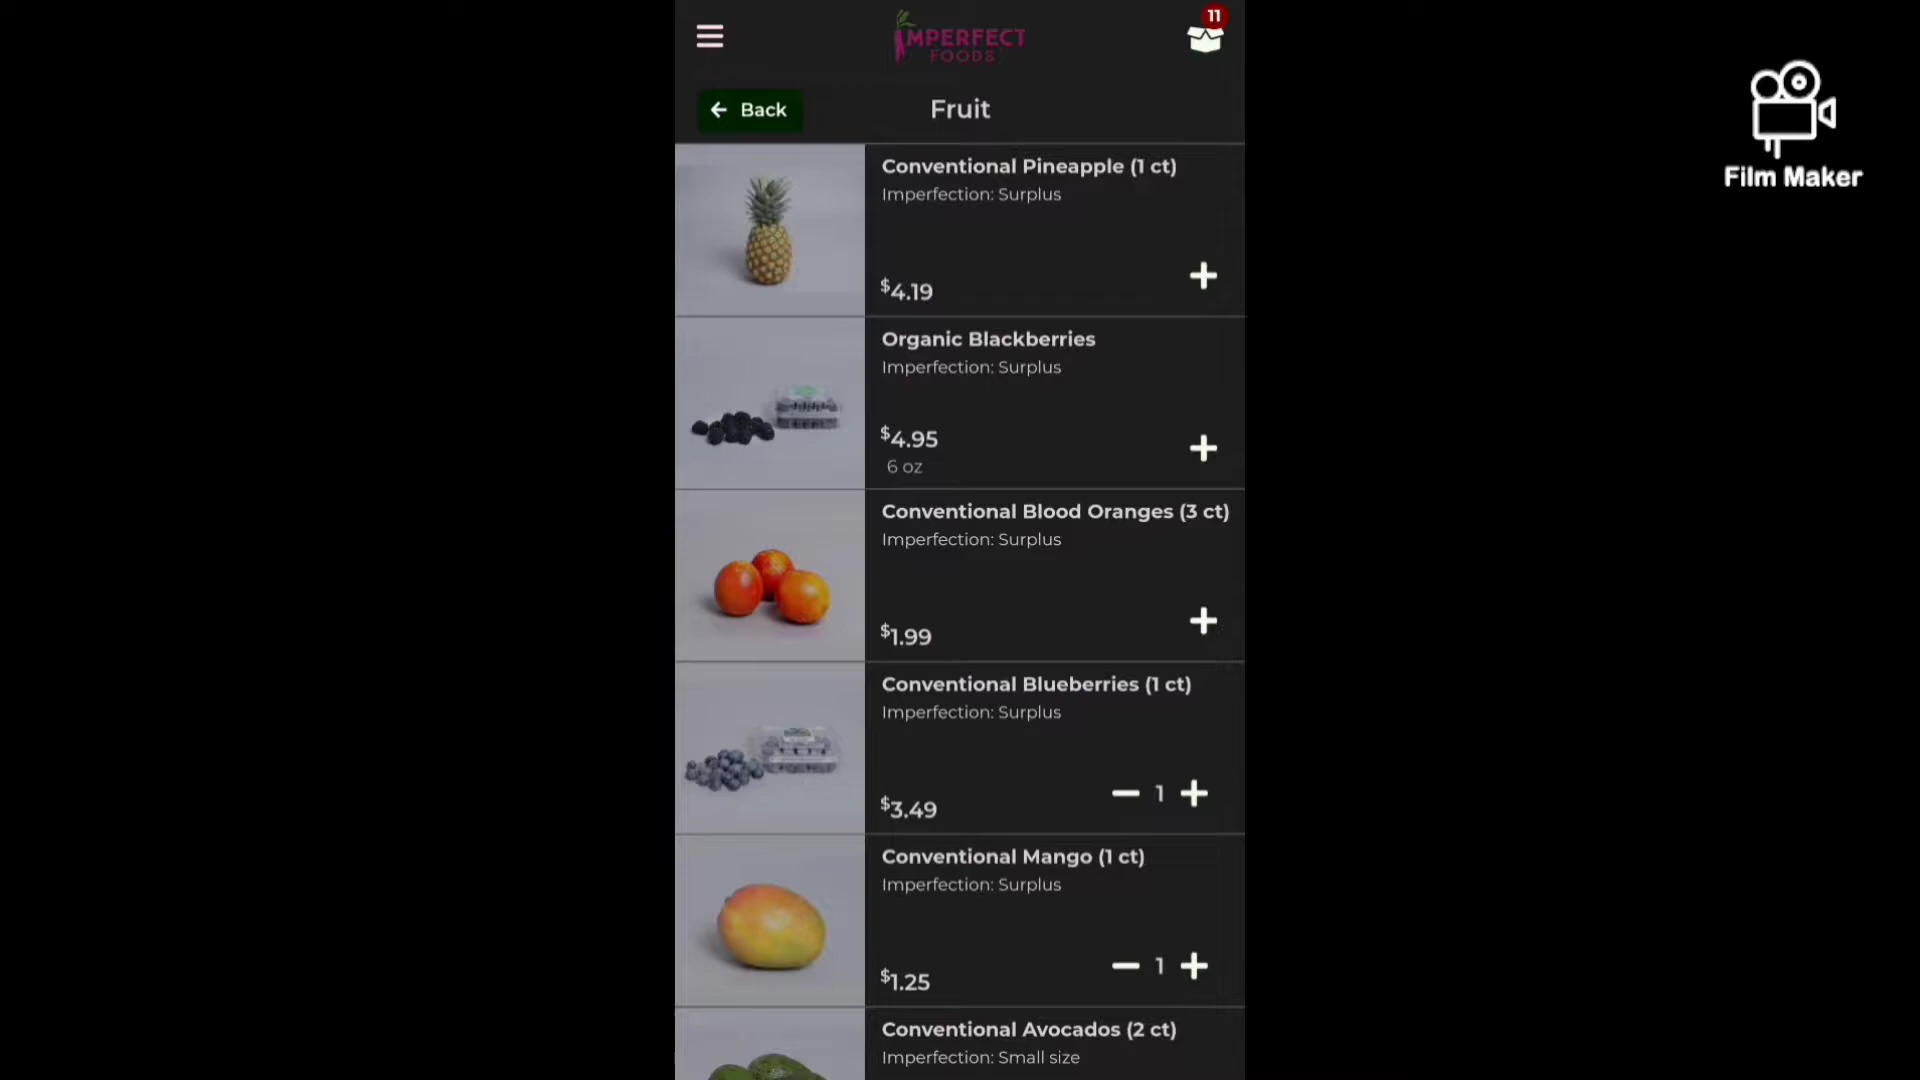 11
IMPERFECT
FOODS
Back
Fruit
Film Maker
Conventional Pineapple (1 ct)
Imperfection: Surplus
$4.19
Organic Blackberries
Imperfection: Surplus
$4.95
6 oz
Conventional Blood Oranges (3 ct)
Imperfection: Surplus
$1.99
Conventional Blueberries (1 ct)
Imperfection: Surplus
1
$3.49
Conventional Mango (1 ct)
Imperfection: Surplus
1
$1.25
Conventional Avocados (2 ct)
Imperfection: Small size